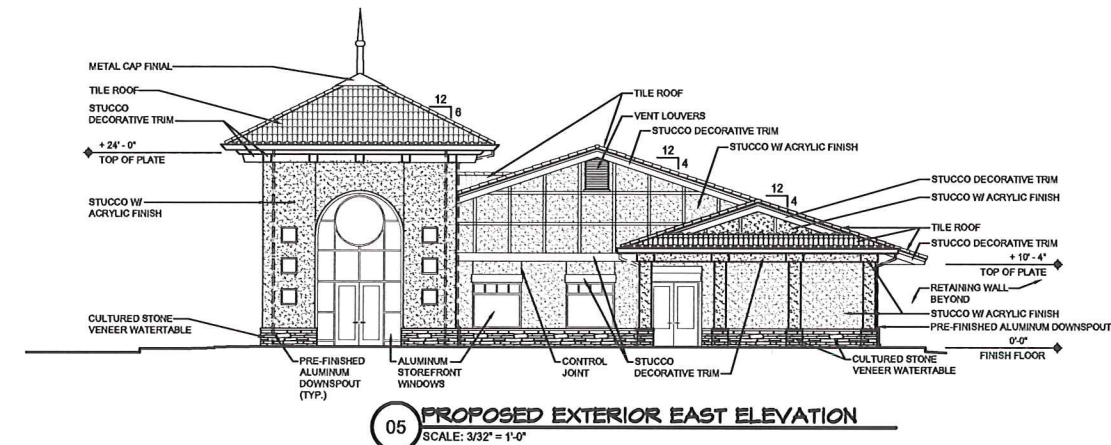 METAL CAP FINIAL
TILE ROOF
STUCCO
DECORATIVE TRIM
+ 24' - 0"
TOP OF PLATE
STUCCO W/
ACRYLIC FINISH
CULTURED STONE
VENEER WATERTABLE
12
6
TILE ROOF
VENT LOUVERS
STUCCO DECORATIVE TRIM
12
4
STUCCO W/ ACRYLIC FINISH
12
4
STUCCO DECORATIVE TRIM
STUCCO W/ ACRYLIC FINISH
TILE ROOF
STUCCO DECORATIVE TRIM
+ 10' - 4"
TOP OF PLATE
RETAINING WALL
BEYOND
STUCCO W/ ACRYLIC FINISH
PRE-FINISHED ALUMINUM DOWNSPOUT
0'-0"
FINISH FLOOR
PRE-FINISHED
ALUMINUM
DOWNSPOUT
(TYP.)
ALUMINUM
STOREFRONT
WINDOWS
CONTROL
JOINT
STUCCO
DECORATIVE TRIM
CULTURED STONE
VENEER WATERTABLE
05 PROPOSED EXTERIOR EAST ELEVATION
SCALE: 3/32" = 1'-0"